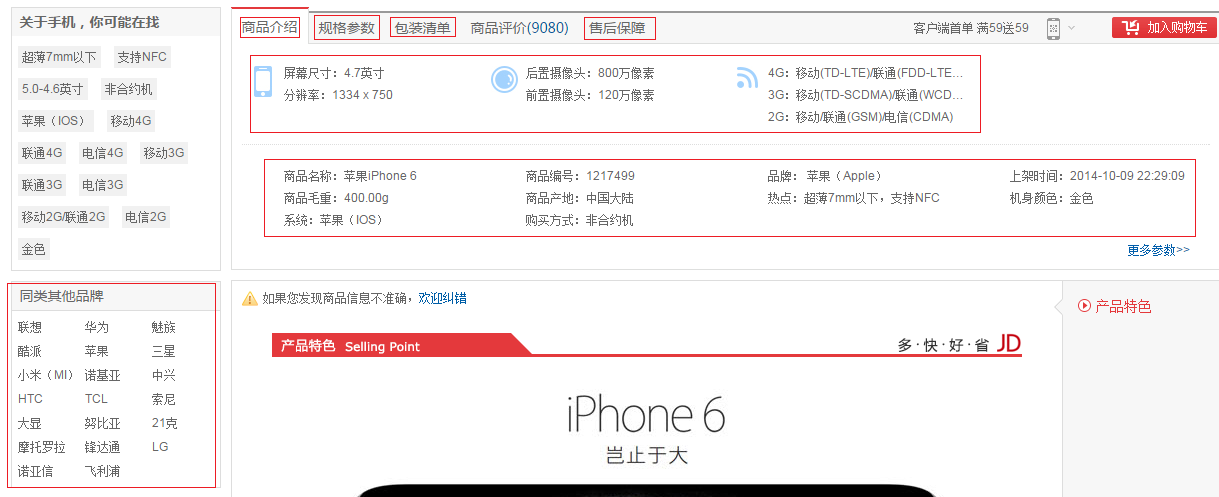 关于手机，你可能在找
超薄7mm以下 支持NFC
5.0-4.6英寸 非合约机
苹果（IOS） 移动4G
联通4G 电信4G 移动3G
联通3G 电信3G
移动2G/联通2G 电信2G
金色
同类其他品牌
联想 华为 魅族
酷派 苹果 三星
小米（MI） 诺基亚 中兴
HTC TCL 索尼
大显 努比亚 21克
摩托罗拉 锋达通 LG
诺亚信 飞利浦
商品介绍 规格参数 包装清单 商品评价(9080) 售后保障 客户端首单 满59送59 加入购物车
屏幕尺寸：4.7英寸 后置摄像头：800万像素 4G：移动(TD-LTE)/联通(FDD-LTE...
分辨率：1334 x 750 前置摄像头：120万像素 3G：移动(TD-SCDMA)/联通(WCD...
2G：移动/联通(GSM)/电信(CDMA)
商品名称：苹果iPhone 6 商品编号：1217499 品牌：苹果（Apple） 上架时间：2014-10-09 22:29:09
商品毛重：400.00g 商品产地：中国大陆 热点：超薄7mm以下，支持NFC 机身颜色：金色
系统：苹果（IOS） 购买方式：非合约机
更多参数>>
如果您发现商品信息不准确，欢迎纠错
产品特色
产品特色 Selling Point 多·快·好·省 JD
iPhone 6
岂止于大